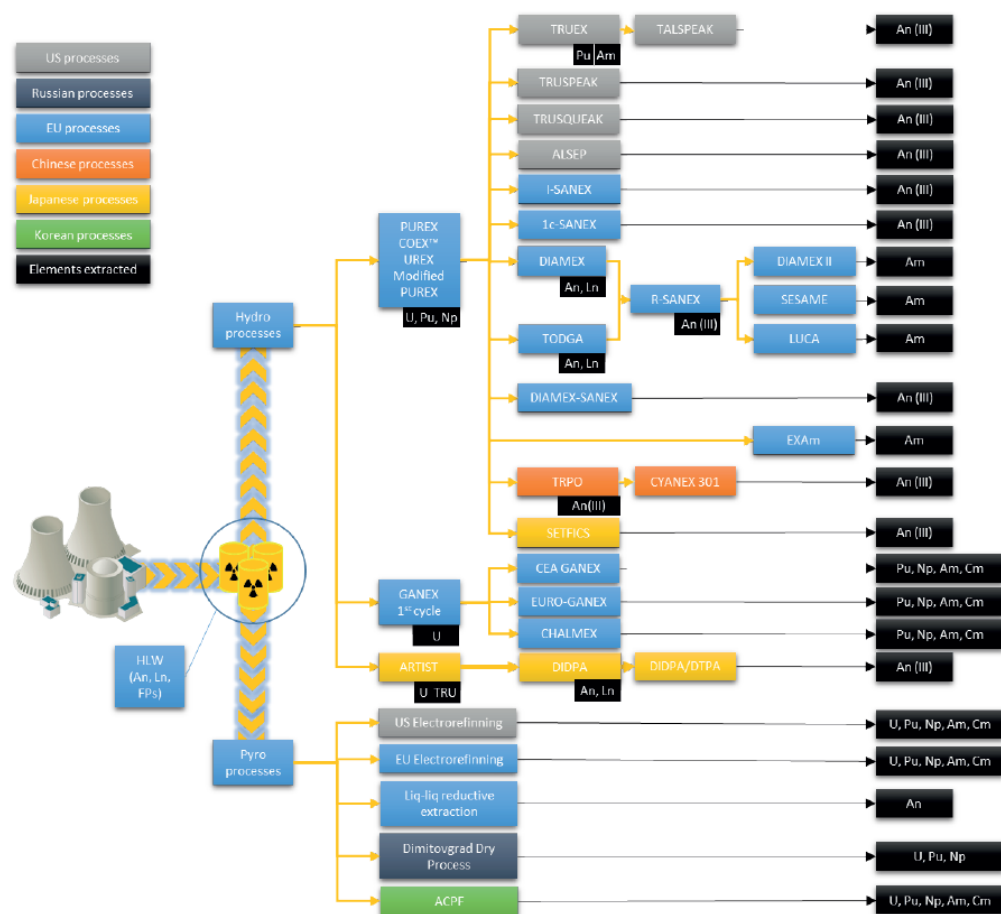 US processes
Russian processes
EU processes
Chinese processes
Japanese processes
Korean processes
Elements extracted
HLW
(An, Ln,
FPs)
Hydro
processes
Pyro
processes
PUREX
COEX™
UREX
Modified
PUREX
U, Pu, Np
TRUEX
Pu Am
TALSPEAK
An (III)
TRUSPEAK
An (III)
TRUSQUEAK
An (III)
ALSEP
An (III)
I-SANEX
An (III)
1c-SANEX
An (III)
DIAMEX
An, Ln
TODGA
An, Ln
R-SANEX
An (III)
DIAMEX II
Am
SESAME
Am
LUCA
Am
DIAMEX-SANEX
An (III)
EXAm
Am
TRPO
An(III)
CYANEX 301
An (III)
SETFICS
An (III)
GANEX
1st cycle
U
CEA GANEX
Pu, Np, Am, Cm
EURO-GANEX
Pu, Np, Am, Cm
CHALMEX
Pu, Np, Am, Cm
ARTIST
U TRU
DIDPA
An, Ln
DIDPA/DTPA
An (III)
US Electrorefinning
U, Pu, Np, Am, Cm
EU Electrorefinning
U, Pu, Np, Am, Cm
Liq-liq reductive
extraction
An
Dimitovgrad Dry
Process
U, Pu, Np
ACPF
U, Pu, Np, Am, Cm